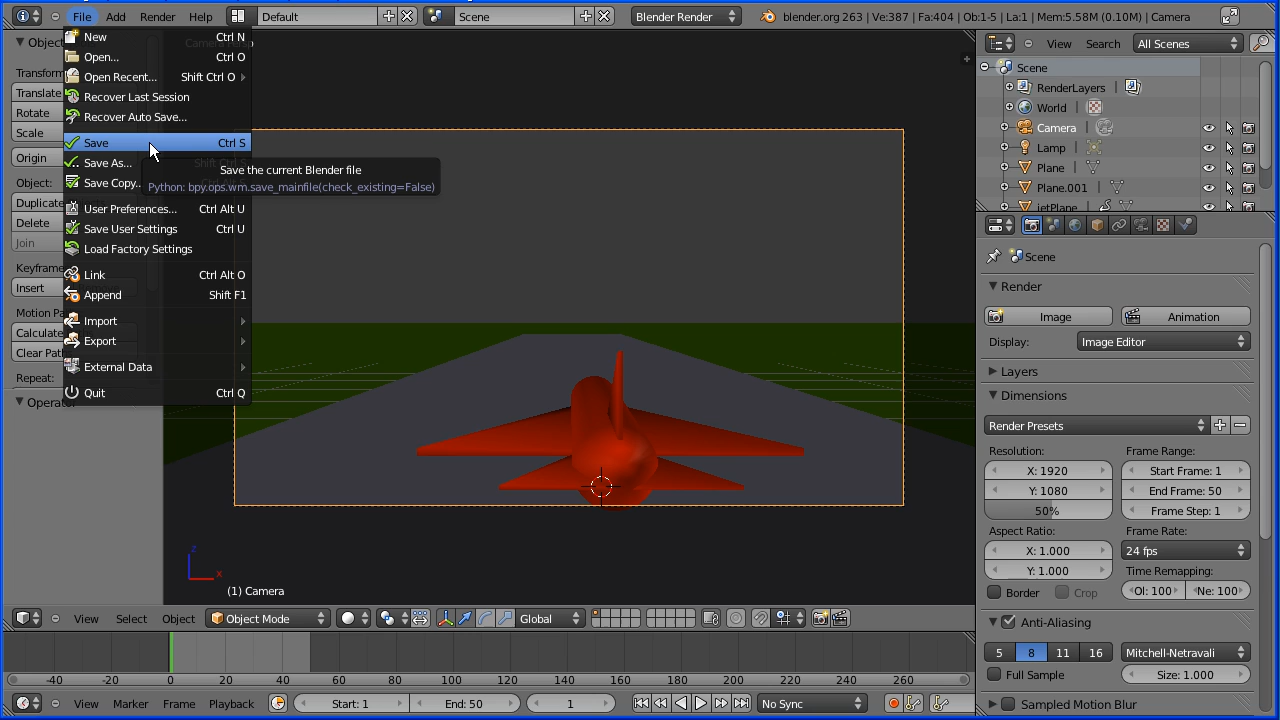 File Add Render Help Default Scene Blender Render blender.org 263 | Ve:387 | Fa:404 | Ob:1-5 | La:1 | Mem:5.58M (0.10M) | Camera
New Ctrl N
Open... Ctrl O
Open Recent... Shift Ctrl O
Recover Last Session
Recover Auto Save...
Save Ctrl S
Save As...
Save Copy...
Save the current Blender file
Python: bpy.ops.wm.save_mainfile(check_existing=False)
User Preferences... Ctrl Alt U
Save User Settings Ctrl U
Load Factory Settings
Link Ctrl Alt O
Append Shift F1
Import
Export
External Data
Quit Ctrl Q
Translate
Rotate
Scale
Origin
Object:
Duplicate
Delete
Join
Insert
Calculate
Repeat:
(1) Camera
z
x
View Select Object Object Mode Global
-40 -20 0 20 40 60 80 100 120 140 160 180 200 220 240 260
View Marker Frame Playback Start: 1 End: 50 1 No Sync
View Search All Scenes
Scene
RenderLayers
World
Camera
Lamp
Plane
Plane.001
jetPlane
Scene
Render
Image Animation
Display: Image Editor
Layers
Dimensions
Render Presets
Resolution: Frame Range:
X: 1920 Start Frame: 1
Y: 1080 End Frame: 50
50% Frame Step: 1
Aspect Ratio: Frame Rate:
X: 1.000 24 fps
Y: 1.000 Time Remapping:
Border Crop Ol: 100 Ne: 100
Anti-Aliasing
5 8 11 16 Mitchell-Netravali
Full Sample Size: 1.000
Sampled Motion Blur